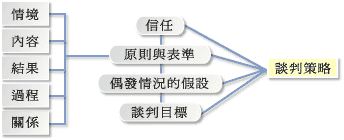 情境
內容
結果
過程
關係
信任
原則與表準
偶發情況的假設
談判目標
談判策略